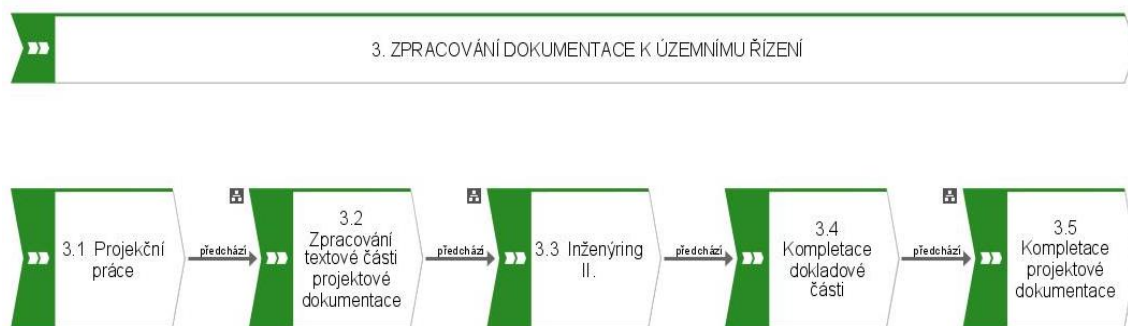 3. ZPRACOVÁNÍ DOKUMENTACE K ÚZEMNÍMU ŘÍZENÍ
3.1 Projekční
práce
předchází
3.2
Zpracování
textové části
projektové
dokumentace
předchází
3.3 Inženýring
II.
předchází
3.4
Kompletace
dokladové
části
předchází
3.5
Kompletace
projektové
dokumentace